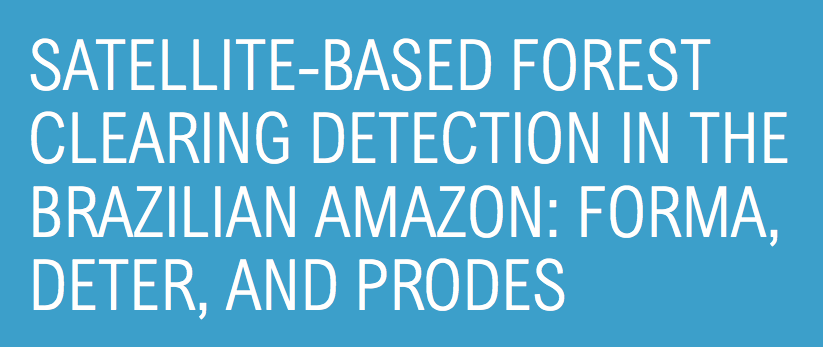 SATELLITE-BASED FOREST
CLEARING DETECTION IN THE
BRAZILIAN AMAZON: FORMA,
DETER, AND PRODES